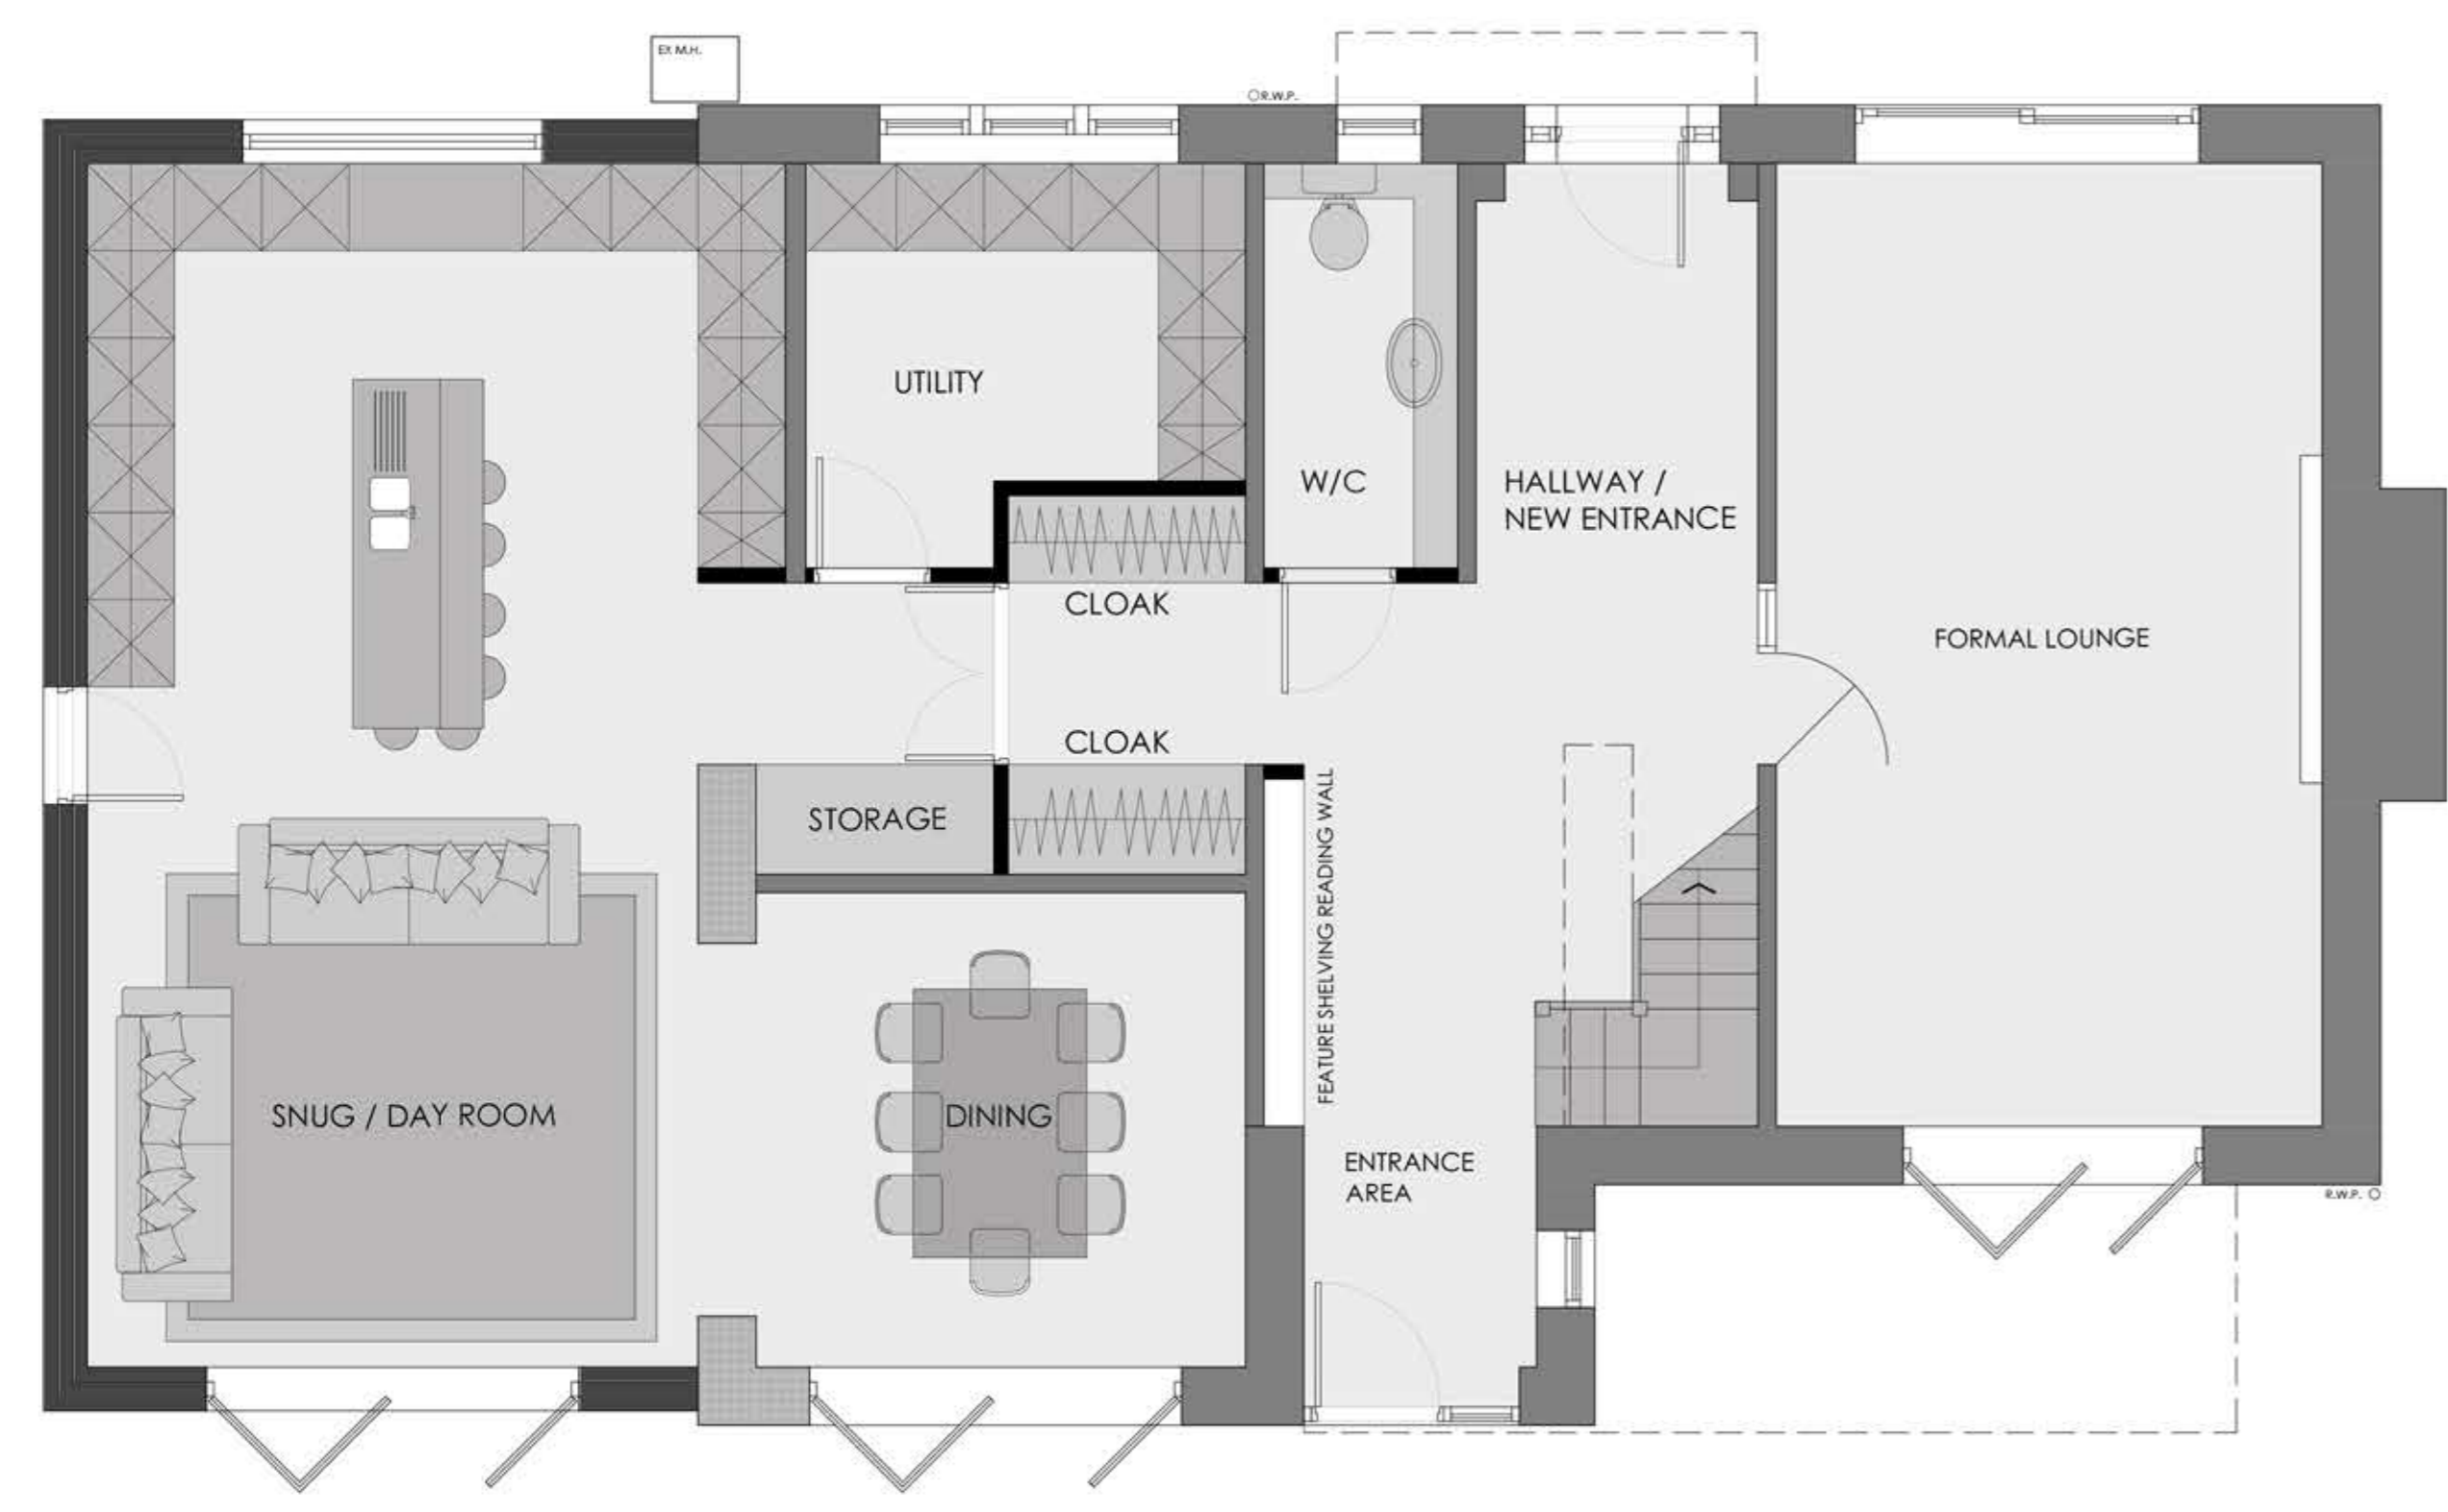 EX M.H.
R.W.P.
UTILITY
W/C
HALLWAY /
NEW ENTRANCE
CLOAK
FORMAL LOUNGE
CLOAK
STORAGE
FEATURE SHELVING READING WALL
SNUG / DAY ROOM
DINING
ENTRANCE
AREA
R.W.P.